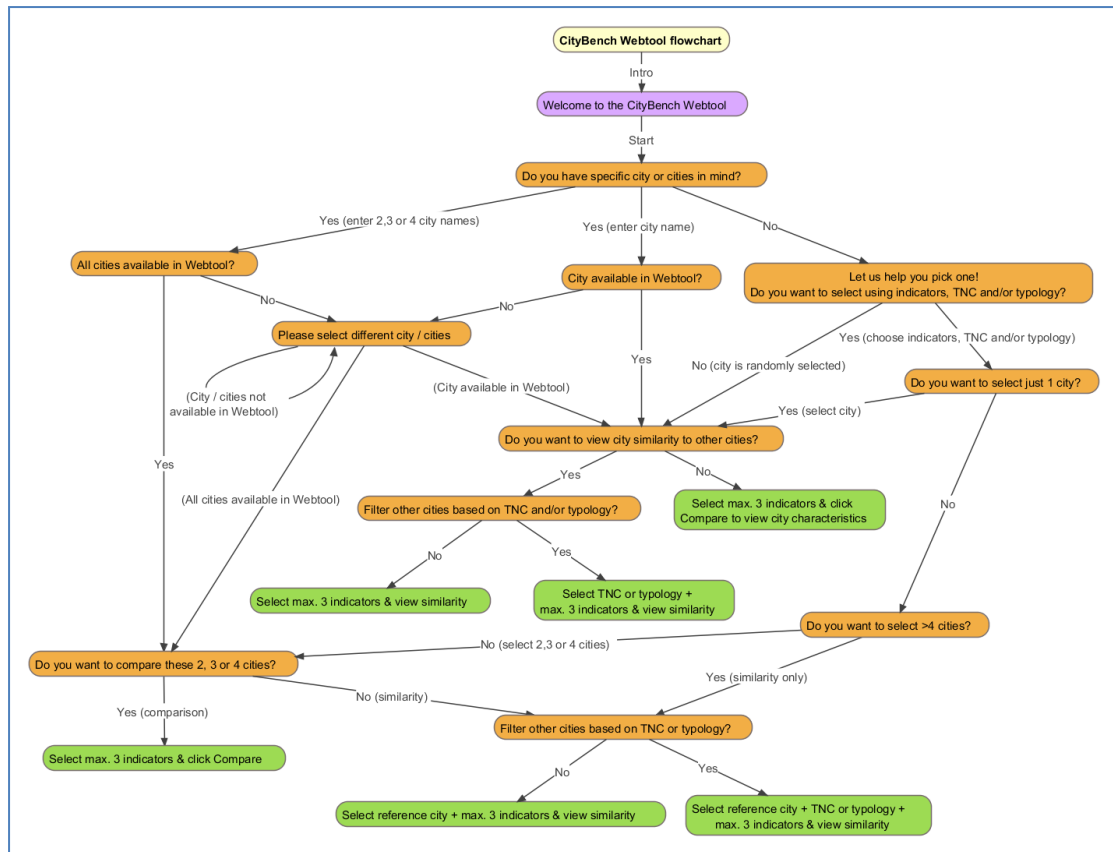 CityBench Webtool flowchart
Intro
Welcome to the CityBench Webtool
Start
Do you have specific city or cities in mind?
Yes (enter 2,3 or 4 city names)
Yes (enter city name)
No
All cities available in Webtool?
City available in Webtool?
Let us help you pick one!
Do you want to select using indicators, TNC and/or typology?
No
No
Please select different city / cities
Yes (choose indicators, TNC and/or typology)
Yes
No (city is randomly selected)
(City / cities not
available in Webtool)
(City available in Webtool)
Do you want to select just 1 city?
Yes (select city)
Do you want to view city similarity to other cities?
Yes
(All cities available in Webtool)
Yes
No
Filter other cities based on TNC and/or typology?
Select max. 3 indicators & click
Compare to view city characteristics
No
No
Yes
Select max. 3 indicators & view similarity
Select TNC or typology +
max. 3 indicators & view similarity
Do you want to select >4 cities?
No (select 2,3 or 4 cities)
Do you want to compare these 2, 3 or 4 cities?
Yes (similarity only)
No (similarity)
Yes (comparison)
Filter other cities based on TNC or typology?
Select max. 3 indicators & click Compare
No
Yes
Select reference city + max. 3 indicators & view similarity
Select reference city + TNC or typology +
max. 3 indicators & view similarity